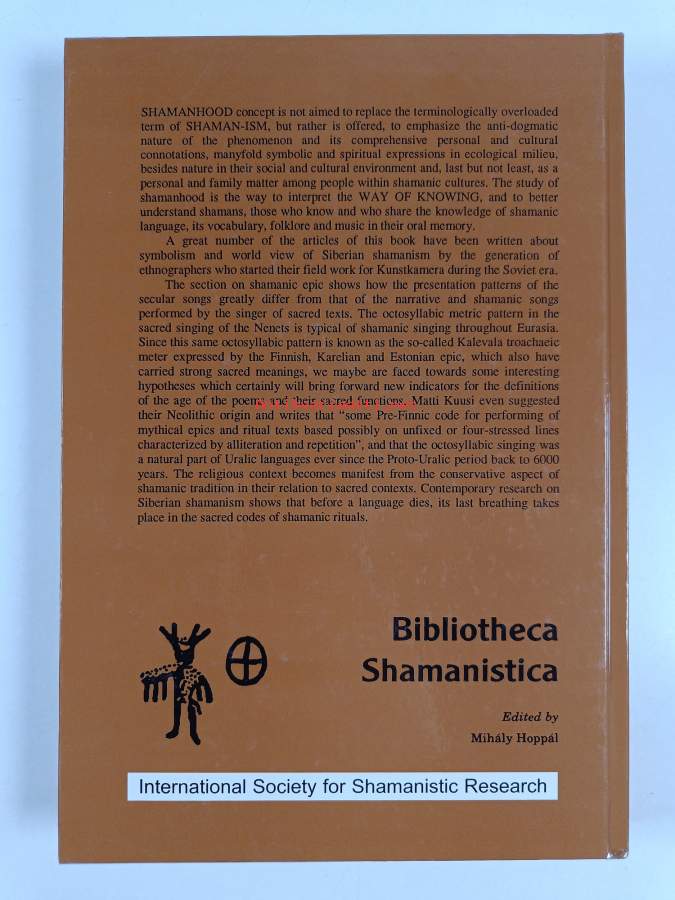 SHAMANHOOD concept is not aimed to replace the terminologically overloaded
term of SHAMAN-ISM, but rather is offered, to emphasize the anti-dogmatic
nature of the phenomenon and its comprehensive personal and cultural
connotations, manyfold symbolic and spiritual expressions in ecological milieu,
besides nature in their social and cultural environment and, last but not least, as a
personal and family matter among people within shamanic cultures. The study of
shamanhood is the way to interpret the WAY OF KNOWING, and to better
understand shamans, those who know and who share the knowledge of shamanic
language, its vocabulary, folklore and music in their oral memory.
A great number of the articles of this book have been written about
symbolism and world view of Siberian shamanism by the generation of
ethnographers who started their field work for Kunstkamera during the Soviet era.
The section on shamanic epic shows how the presentation patterns of the
secular songs greatly differ from that of the narrative and shamanic songs
performed by the singer of sacred texts. The octosyllabic metric pattern in the
sacred singing of the Nenets is typical of shamanic singing throughout Eurasia.
Since this same octosyllabic pattern is known as the so-called Kalevala troachaeic
meter expressed by the Finnish, Karelian and Estonian epic, which also have
carried strong sacred meanings, we maybe are faced towards some interesting
hypotheses which certainly will bring forward new indicators for the definitions
of the age of the poems and their sacred functions. Matti Kuusi even suggested
their Neolithic origin and writes that “some Pre-Finnic code for performing of
mythical epics and ritual texts based possibly on unfixed or four-stressed lines
characterized by alliteration and repetition”, and that the octosyllabic singing was
a natural part of Uralic languages ever since the Proto-Uralic period back to 6000
years. The religious context becomes manifest from the conservative aspect of
shamanic tradition in their relation to sacred contexts. Contemporary research on
Siberian shamanism shows that before a language dies, its last breathing takes
place in the sacred codes of shamanic rituals.
Bibliotheca
Shamanistica
Edited by
Mihály Hoppál
International Society for Shamanistic Research